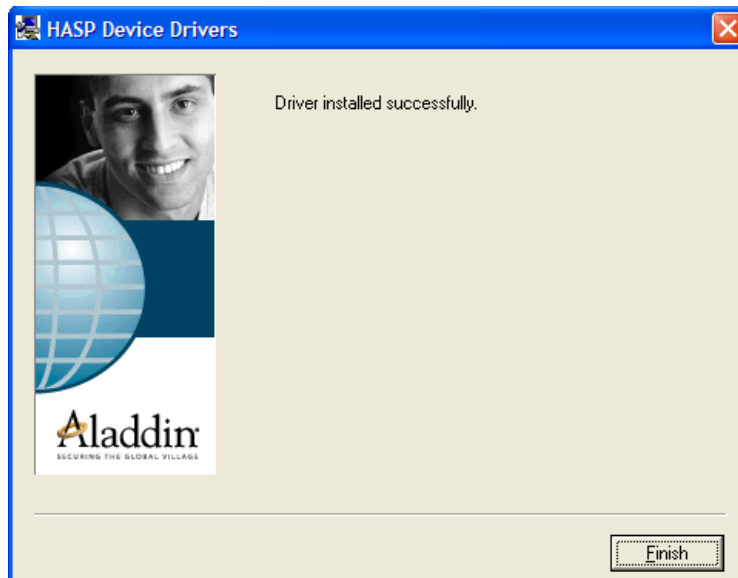 HASP Device Drivers
Driver installed successfully.
Aladdin
SECURING THE GLOBAL VILLAGE
Finish